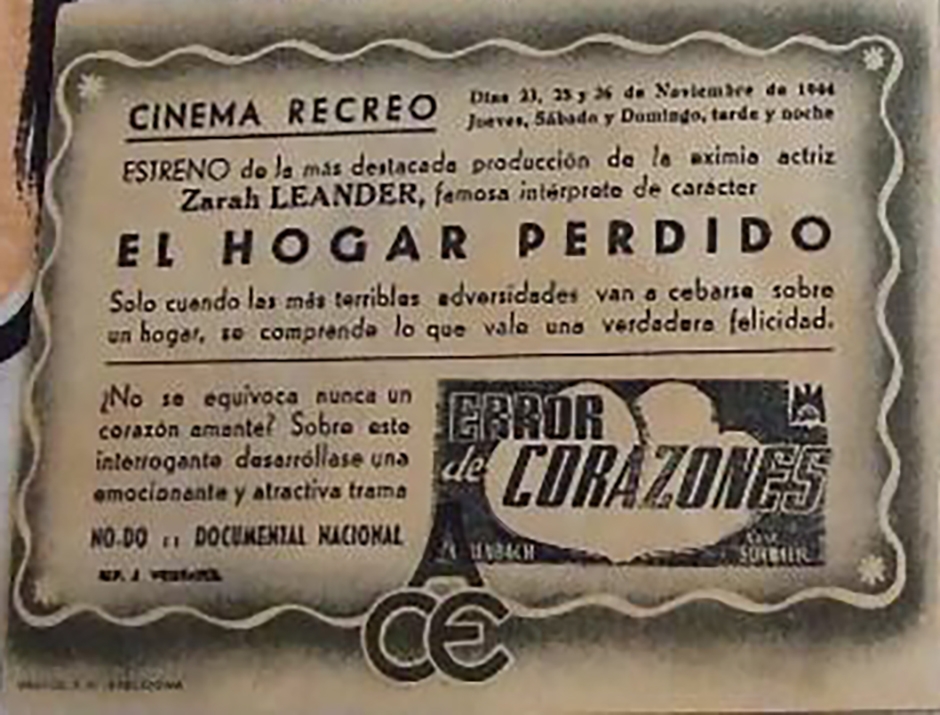 CINEMA RECREO
Días 23, 25 y 26 de Noviembre de 1944
Jueves, Sábado y Domingo, tarde y noche
ESTRENO de la más destacada producción de la eximia actriz
Zarah LEANDER, famosa intérprete de carácter
EL HOGAR PERDIDO
Solo cuando las más terribles adversidades van a cebarse sobre
un hogar, se comprende lo que vale una verdadera felicidad.
¿No se equivoca nunca un
corazón amante? Sobre este
interrogante desarróllase una
emocionante y atractiva trama
NO-DO :: DOCUMENTAL NACIONAL
ERROR
de CORAZONES
ACE